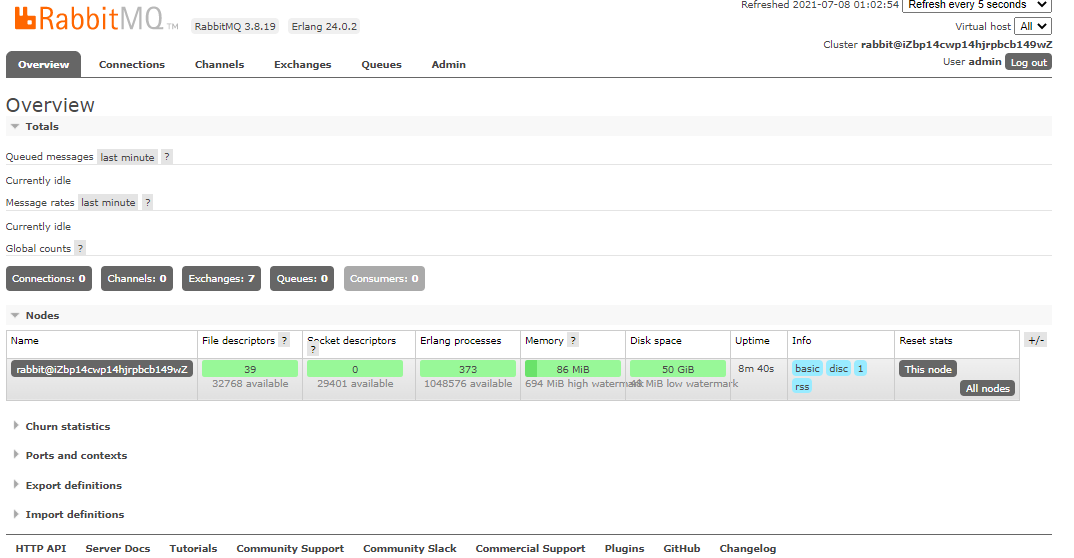 RabbitMQ TM RabbitMQ 3.8.19 Erlang 24.0.2
Refreshed 2021-07-08 01:02:54 Refresh every 5 seconds
Virtual host All
Cluster rabbit@iZbp14cwp14hjrpbcb149wZ
User admin Log out
Overview Connections Channels Exchanges Queues Admin
Overview
Totals
Queued messages last minute ?
Currently idle
Message rates last minute ?
Currently idle
Global counts ?
Connections: 0 Channels: 0 Exchanges: 7 Queues: 0 Consumers: 0
Nodes
Name File descriptors ? Socket descriptors ? Erlang processes Memory ? Disk space Uptime Info Reset stats +/-
rabbit@iZbp14cwp14hjrpbcb149wZ 39 0 373 86 MiB 50 GiB 8m 40s basic disc 1 This node
32768 available 29401 available 1048576 available 694 MiB high watermark 48 MiB low watermark rss All nodes
Churn statistics
Ports and contexts
Export definitions
Import definitions
HTTP API Server Docs Tutorials Community Support Community Slack Commercial Support Plugins GitHub Changelog